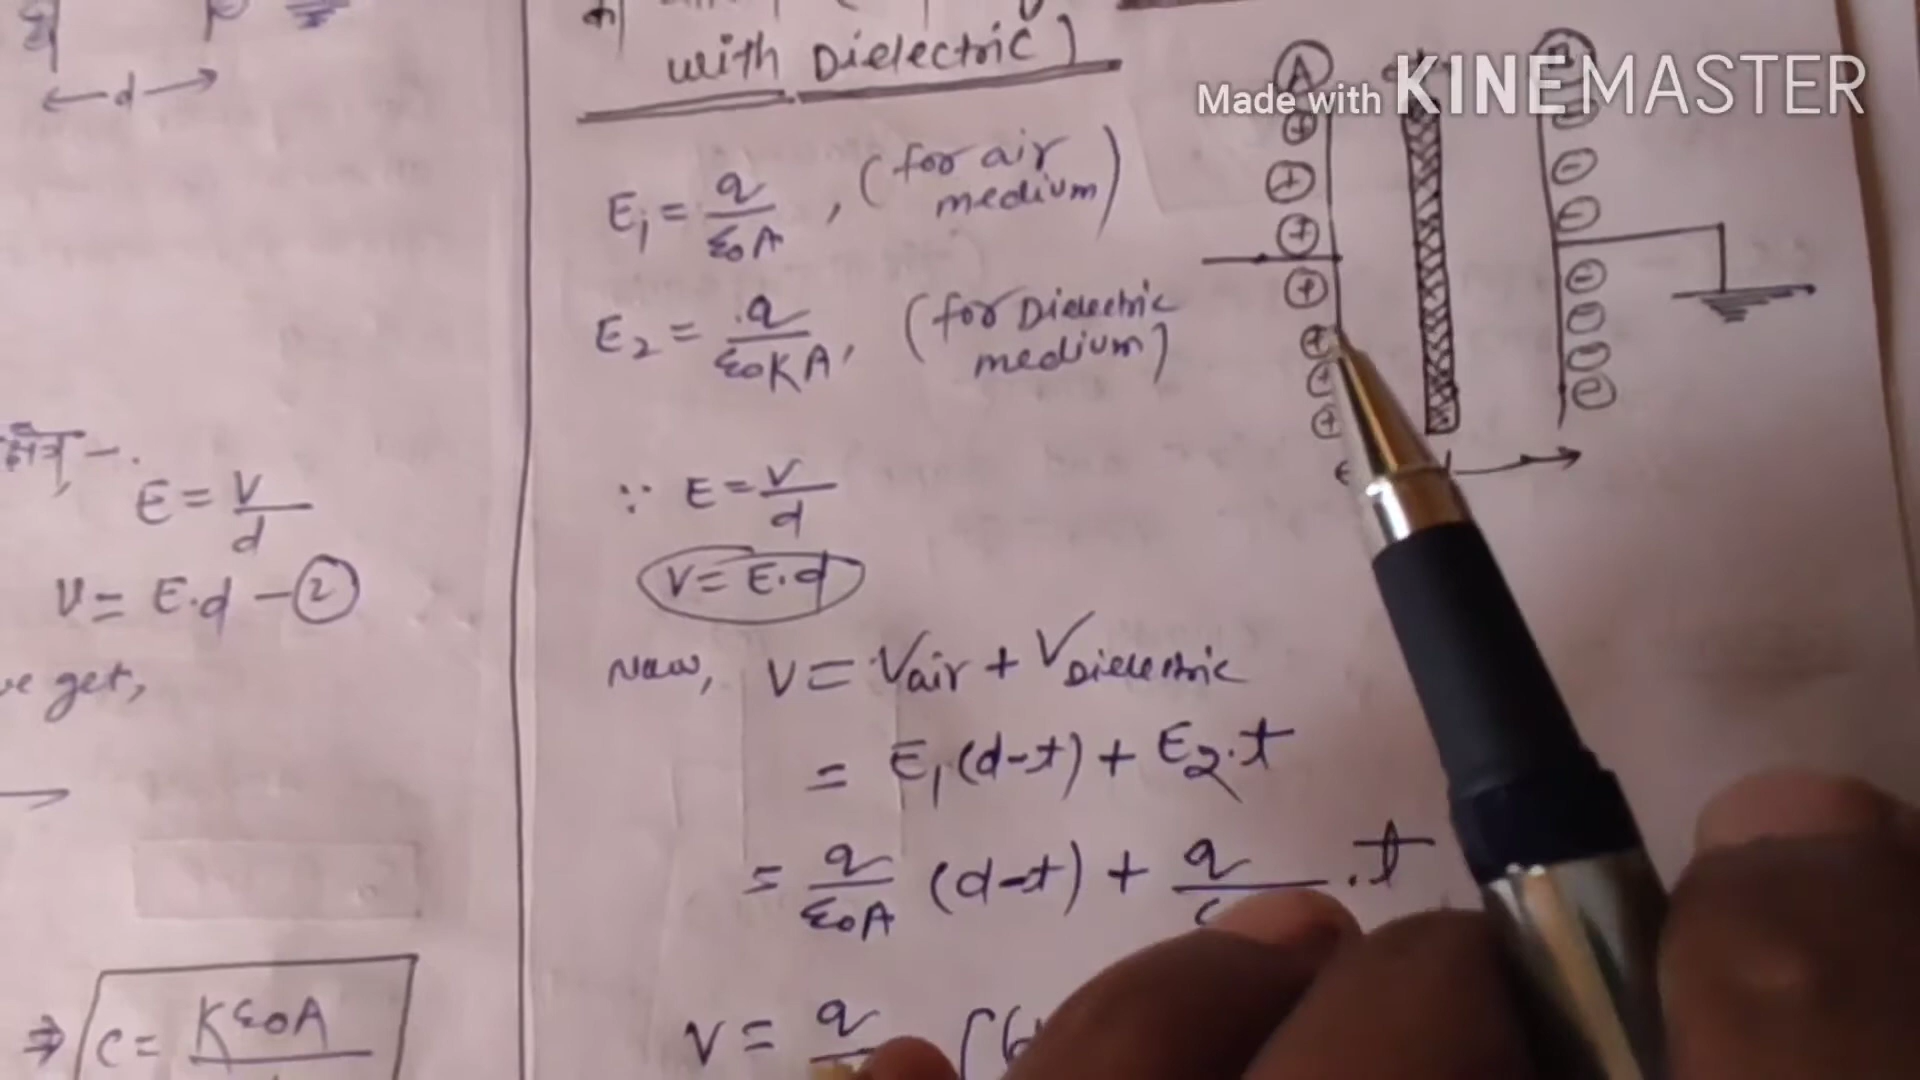 Made with KINEMASTER
← d →
E = V/d
V = E.d - ②
we get,
⇒ C = Kε₀A
with Dielectric)
E₁ = q/ε₀A , (for air medium)
E₂ = q/ε₀KA , (for Dielectric medium)
∵ E = V/d
V = E.d
Now, V = Vair + VDielectric
= E₁(d-t) + E₂.t
= q/ε₀A (d-t) + q .t
V = q
A
+
+
+
+
+
+
+
-
-
-
-
-
-